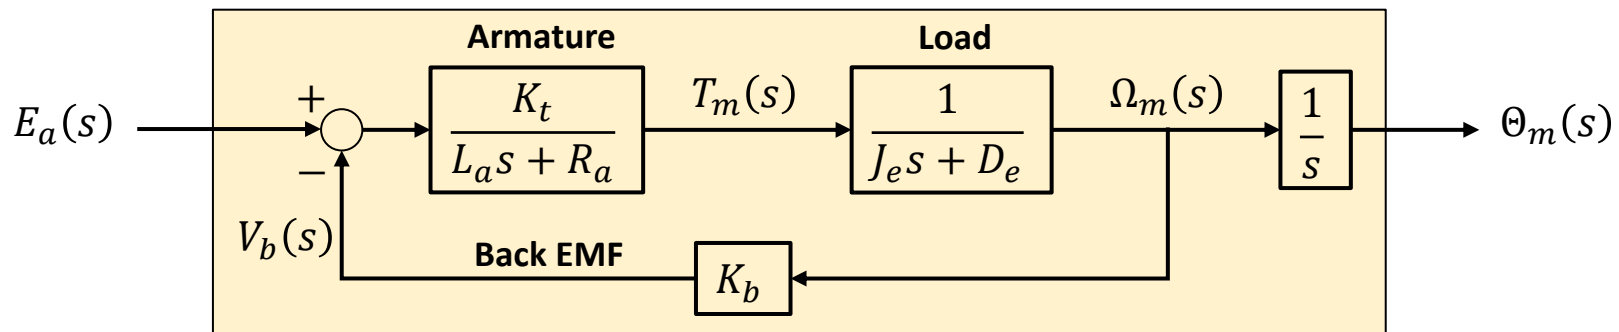 Armature
Load
E_a(s)
+
−
K_t
L_a s + R_a
T_m(s)
1
J_e s + D_e
Ω_m(s)
1
s
Θ_m(s)
V_b(s)
Back EMF
K_b